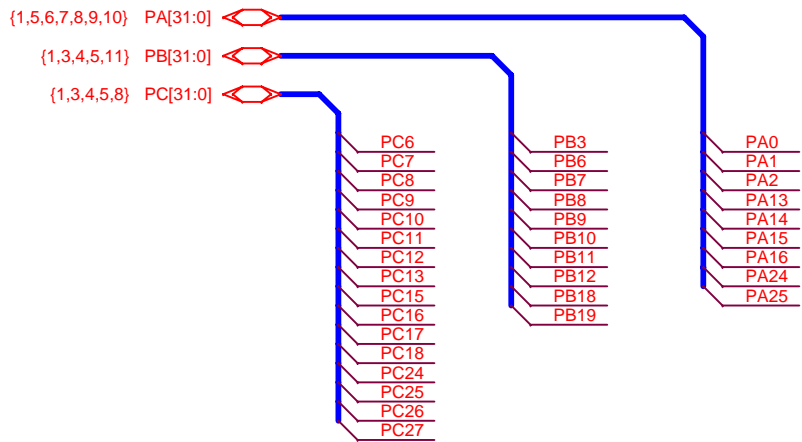 {1,5,6,7,8,9,10} PA[31:0]
{1,3,4,5,11} PB[31:0]
{1,3,4,5,8} PC[31:0]
PC6
PC7
PC8
PC9
PC10
PC11
PC12
PC13
PC15
PC16
PC17
PC18
PC24
PC25
PC26
PC27
PB3
PB6
PB7
PB8
PB9
PB10
PB11
PB12
PB18
PB19
PA0
PA1
PA2
PA13
PA14
PA15
PA16
PA24
PA25